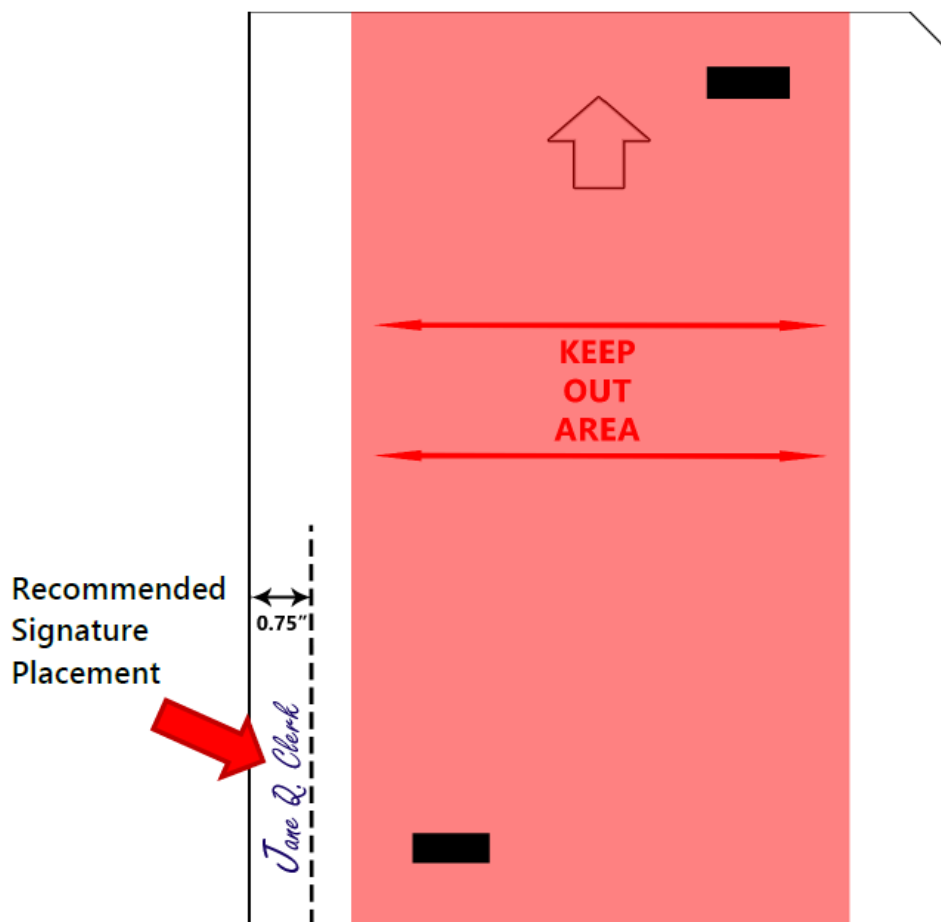 KEEP
OUT
AREA
Recommended
Signature
Placement
0.75”
Jane Q. Clerk